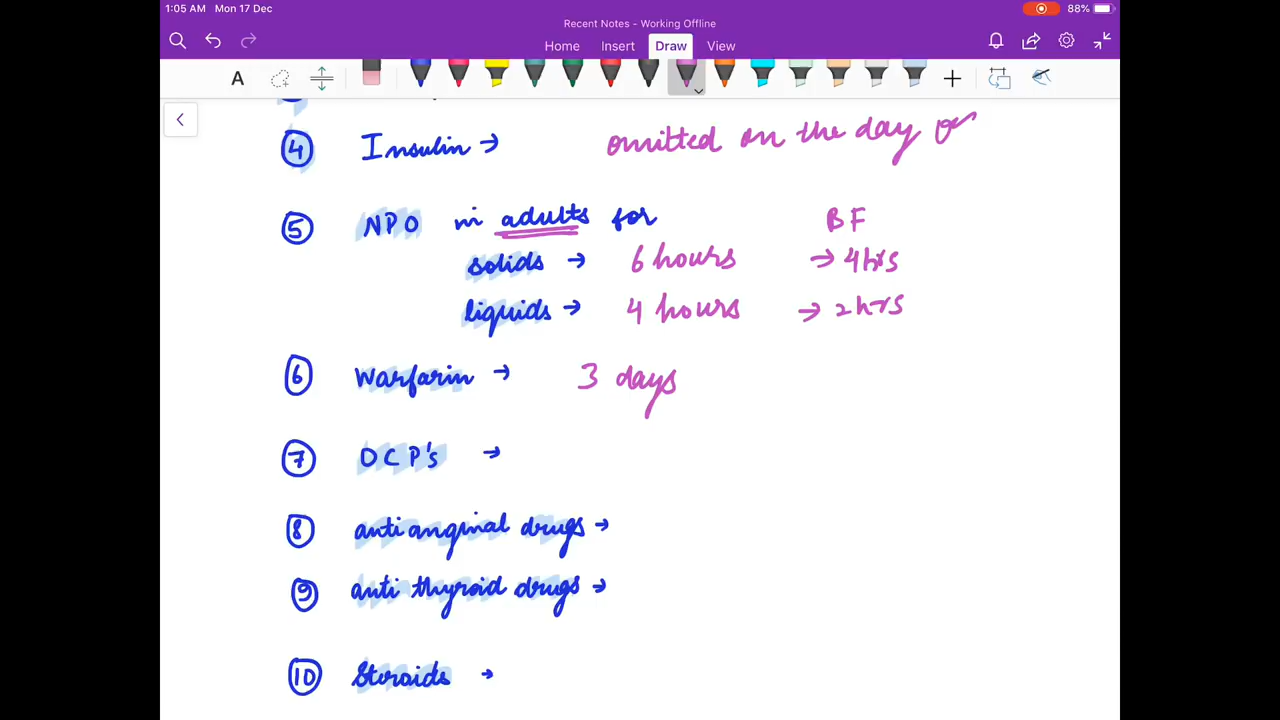 1:05 AM Mon 17 Dec
88%
Recent Notes - Working Offline
Home Insert Draw View
A
4 Insulin → omitted on the day
5 NPO in adults for BF
solids → 6 hours → 4hrs
liquids → 4 hours → 2hrs
6 Warfarin → 3 days
7 OCP's →
8 antianginal drugs →
9 anti thyroid drugs →
10 Steroids →